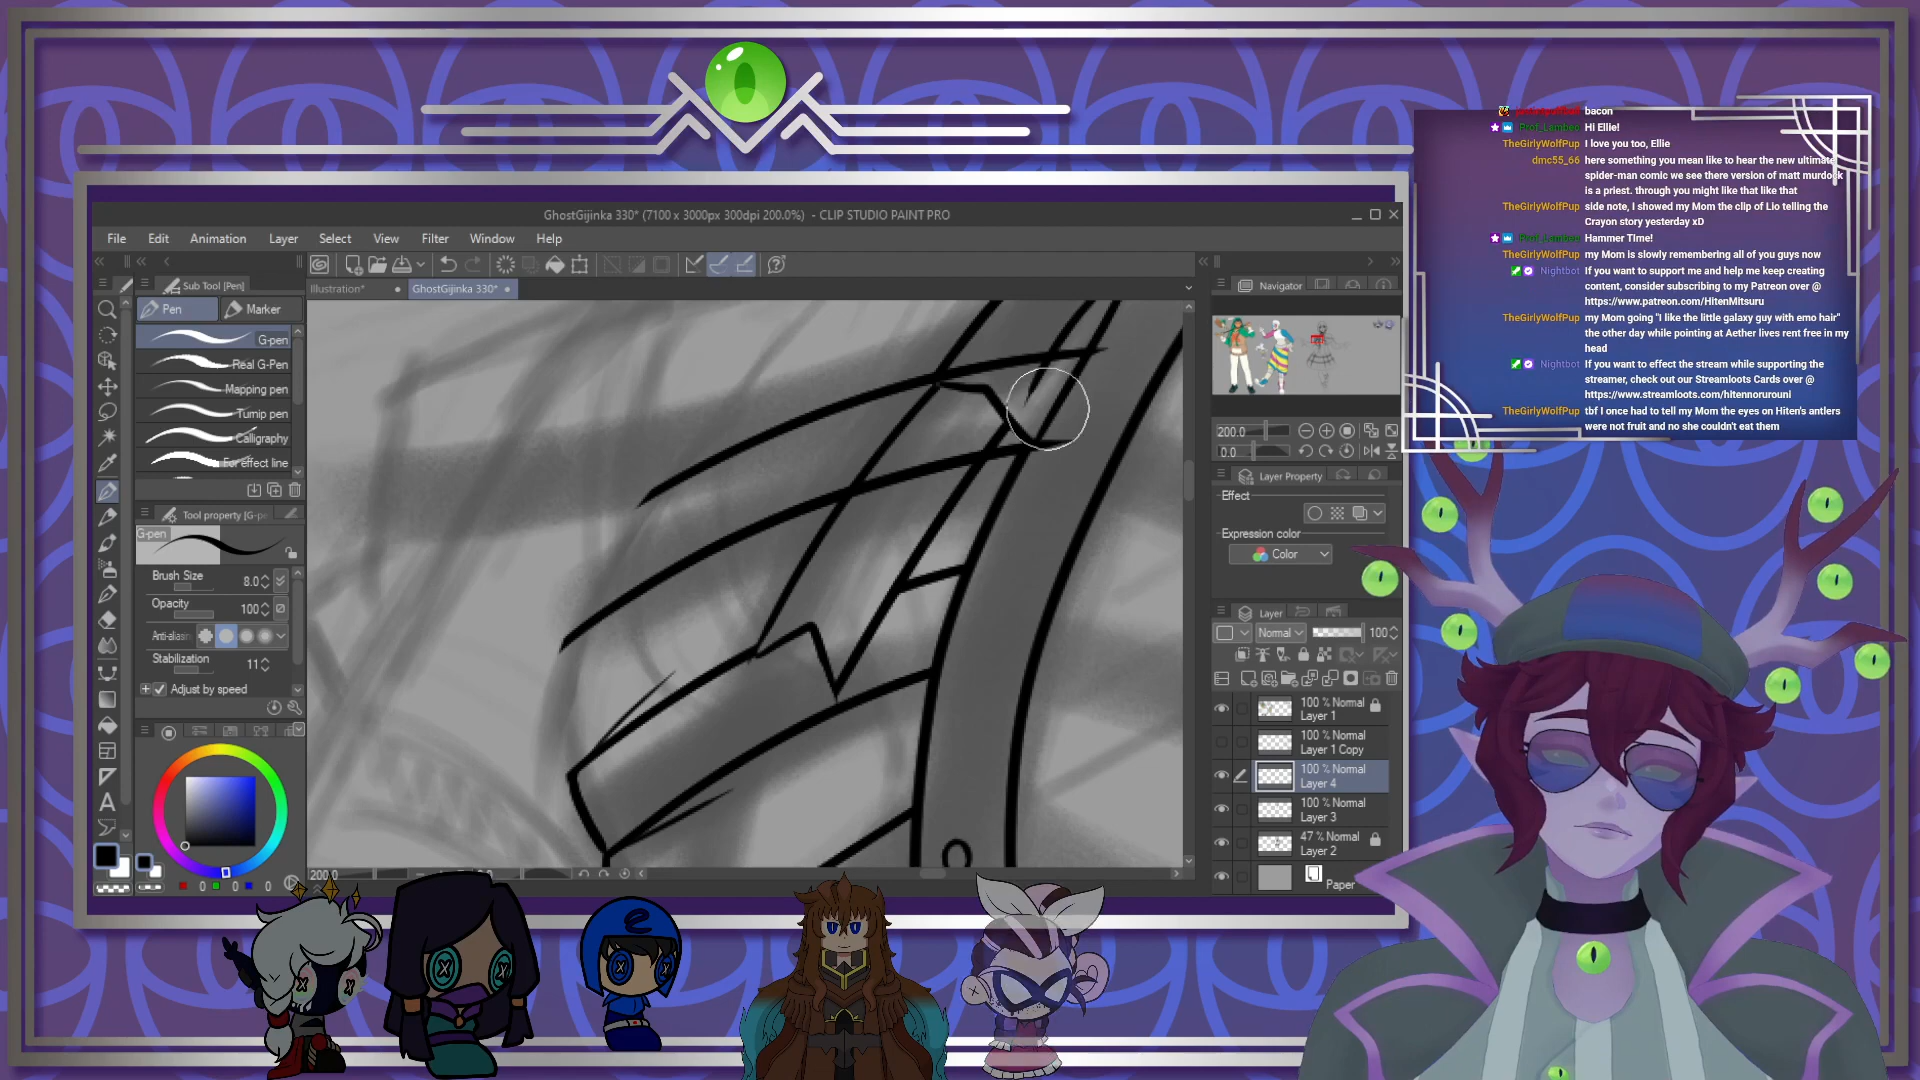 GhostGijinka 330* (7100 x 3000px 300dpi 200.0%) - CLIP STUDIO PAINT PRO
File Edit Animation Layer Select View Filter Window Help
Sub Tool [Pen]
Illustration*
GhostGijinka 330*
Pen
Marker
G-pen
Real G-Pen
Mapping pen
Turnip pen
Calligraphy
For effect line
Tool property [G-pe
G-pen
Brush Size 8.0
Opacity 100
Anti-aliasin
Stabilization 11
Adjust by speed
0 0 0
200.0
Navigator
200.0
0.0
Layer Property
Effect
Expression color
Color
Layer
Normal 100
100 % Normal
Layer 1
100 % Normal
Layer 1 Copy
100 % Normal
Layer 4
100 % Normal
Layer 3
47 % Normal
Layer 2
Paper
bacon
Hi Ellie!
TheGirlyWolfPup I love you too, Ellie
dmc55_66 here something you mean like to hear the new ultimate
spider-man comic we see there version of matt murdock
is a priest. through you might like that like that
TheGirlyWolfPup side note, I showed my Mom the clip of Lio telling the
Crayon story yesterday xD
Hammer Time!
TheGirlyWolfPup my Mom is slowly remembering all of you guys now
Nightbot If you want to support me and help me keep creating
content, consider subscribing to my Patreon over @
https://www.patreon.com/HitenMitsuru
TheGirlyWolfPup my Mom going "I like the little galaxy guy with emo hair"
the other day while pointing at Aether lives rent free in my
head
Nightbot If you want to effect the stream while supporting the
streamer, check out our Streamloots Cards over @
https://www.streamloots.com/hitennorurouni
TheGirlyWolfPup tbf I once had to tell my Mom the eyes on Hiten's antlers
were not fruit and no she couldn't eat them